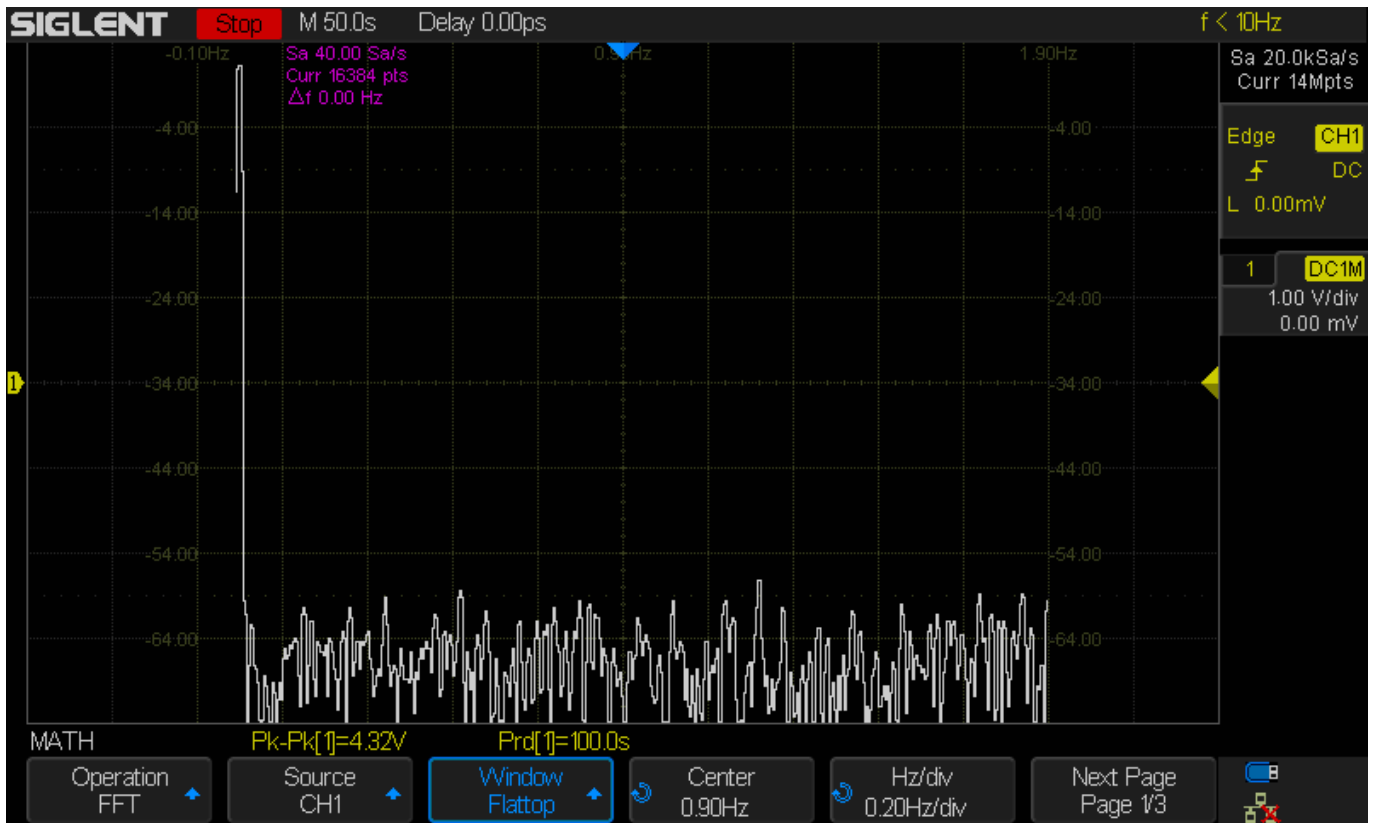 SIGLENT Stop M 50.0s Delay 0.00ps f < 10Hz
-0.10Hz Sa 40.00 Sa/s 1.90Hz
Curr 16384 pts
△f 0.00 Hz
Sa 20.0kSa/s
Curr 14Mpts
-4.00 -4.00
Edge CH1
DC
L 0.00mV
-14.00 -14.00
1 DC1M
1.00 V/div
0.00 mV
-24.00 -24.00
1 -34.00 -34.00
-44.00 -44.00
-54.00 -54.00
-64.00 -64.00
MATH Pk-Pk[1]=4.32V Prd[1]=100.0s
Operation Source Window Center Hz/div Next Page
FFT CH1 Flattop 0.90Hz 0.20Hz/div Page 1/3